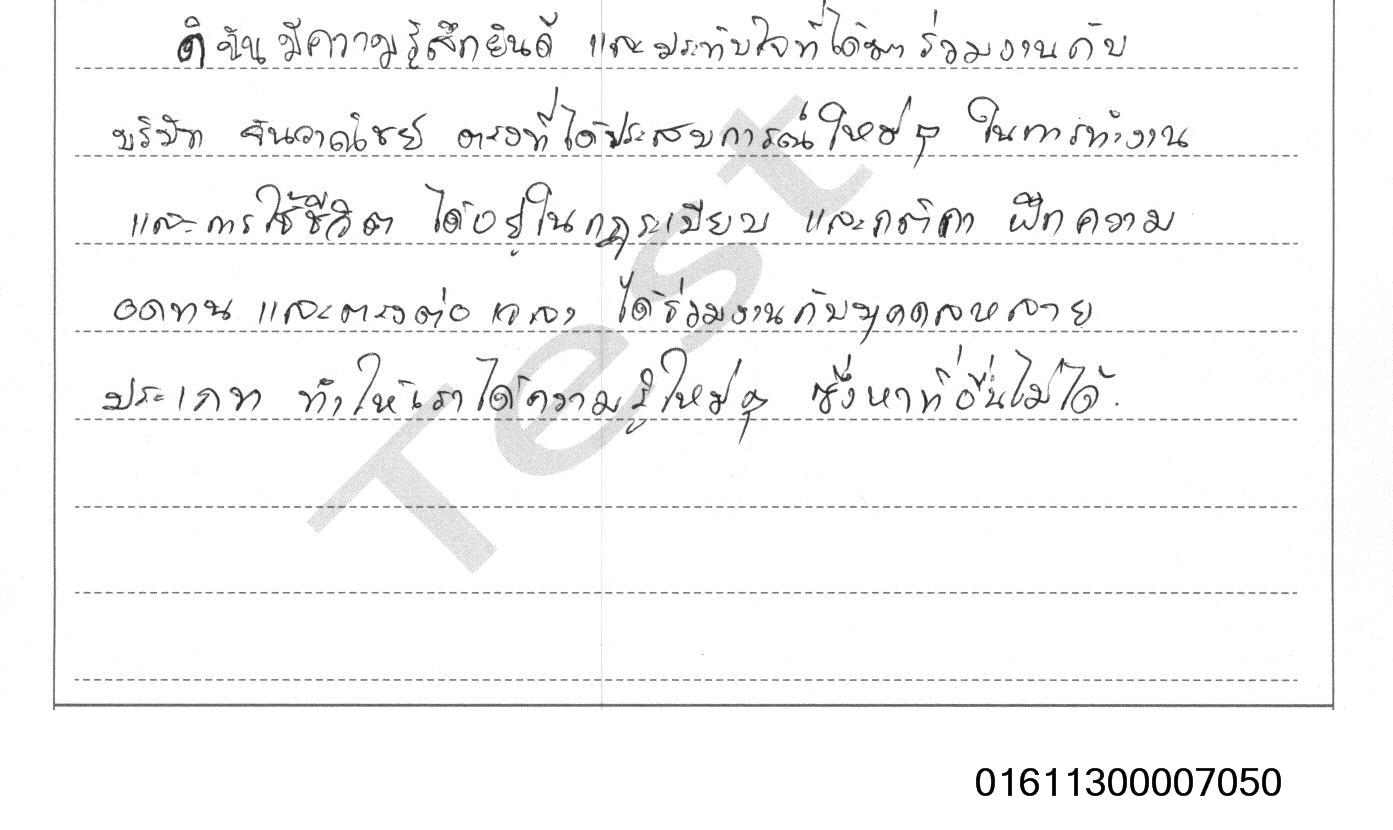 ดิฉันมีความรู้สึกยินดี และประทับใจที่ได้มาร่วมงานกับ
บริษัท จันวาณิชย์ ตรงที่ได้ประสบการณ์ใหม่ๆ ในการทำงาน
และการใช้ชีวิต ได้อยู่ในกฎระเบียบ และกติกา ฝึกความ
อดทน และตรงต่อเวลา ได้ร่วมงานกับบุคคลหลาย
ประเภท ทำให้เราได้ความรู้ใหม่ๆ ซึ่งหาที่อื่นไม่ได้.
Test
01611300007050